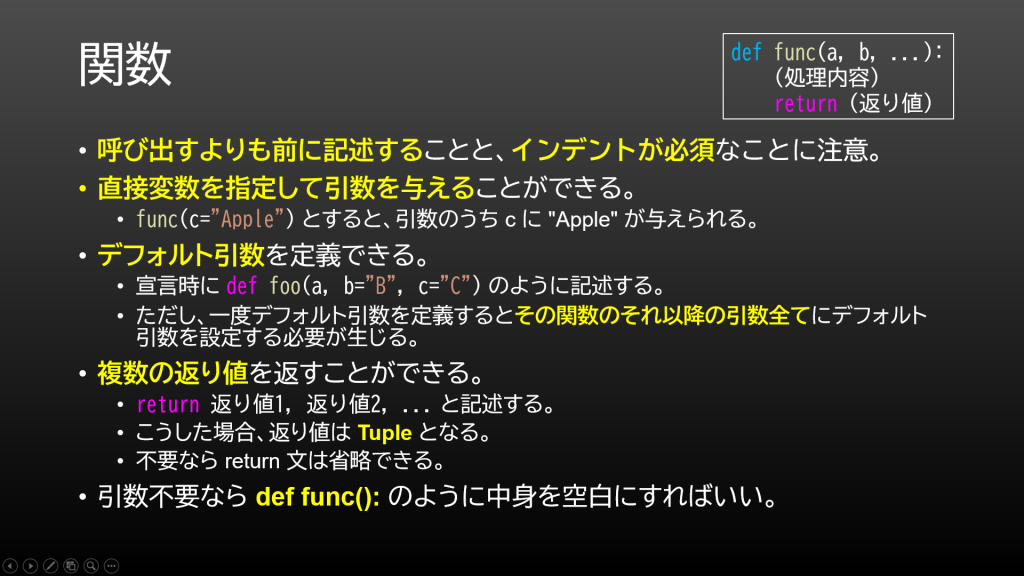 関数
def func(a, b, ...):
(処理内容)
return (返り値)
• 呼び出すよりも前に記述することと、インデントが必須なことに注意。
• 直接変数を指定して引数を与えることができる。
• func(c=”Apple”) とすると、引数のうち c に "Apple" が与えられる。
• デフォルト引数を定義できる。
• 宣言時に def foo(a, b=”B”, c=”C”) のように記述する。
• ただし、一度デフォルト引数を定義するとその関数のそれ以降の引数全てにデフォルト
引数を設定する必要が生じる。
• 複数の返り値を返すことができる。
• return 返り値1, 返り値2, ... と記述する。
• こうした場合、返り値は Tuple となる。
• 不要なら return 文は省略できる。
• 引数不要なら def func(): のように中身を空白にすればいい。